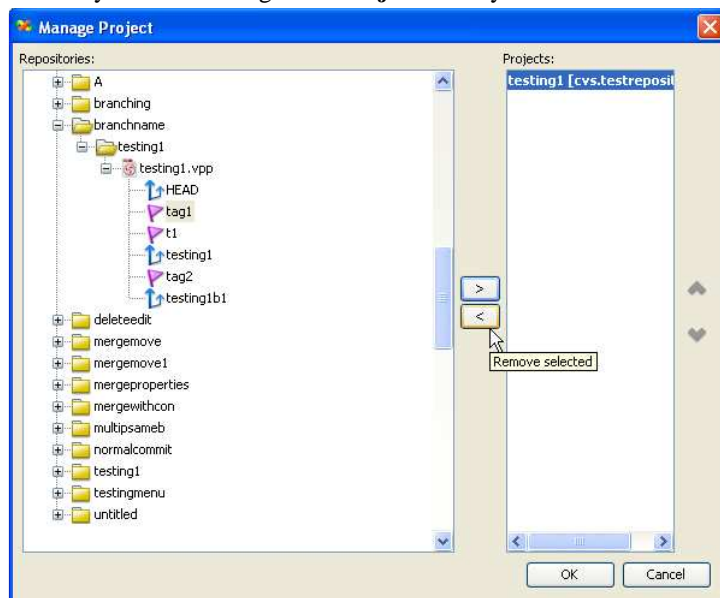 Manage Project
Repositories:
A
branching
branchname
testing1
testing1.vpp
HEAD
tag1
t1
testing1
tag2
testing1b1
deleteedit
mergemove
mergemove1
mergeproperties
mergewithcon
multipsameb
normalcommit
testing1
testingmenu
untitled
>
<
Remove selected
Projects:
testing1 [cvs.testreposit
OK
Cancel